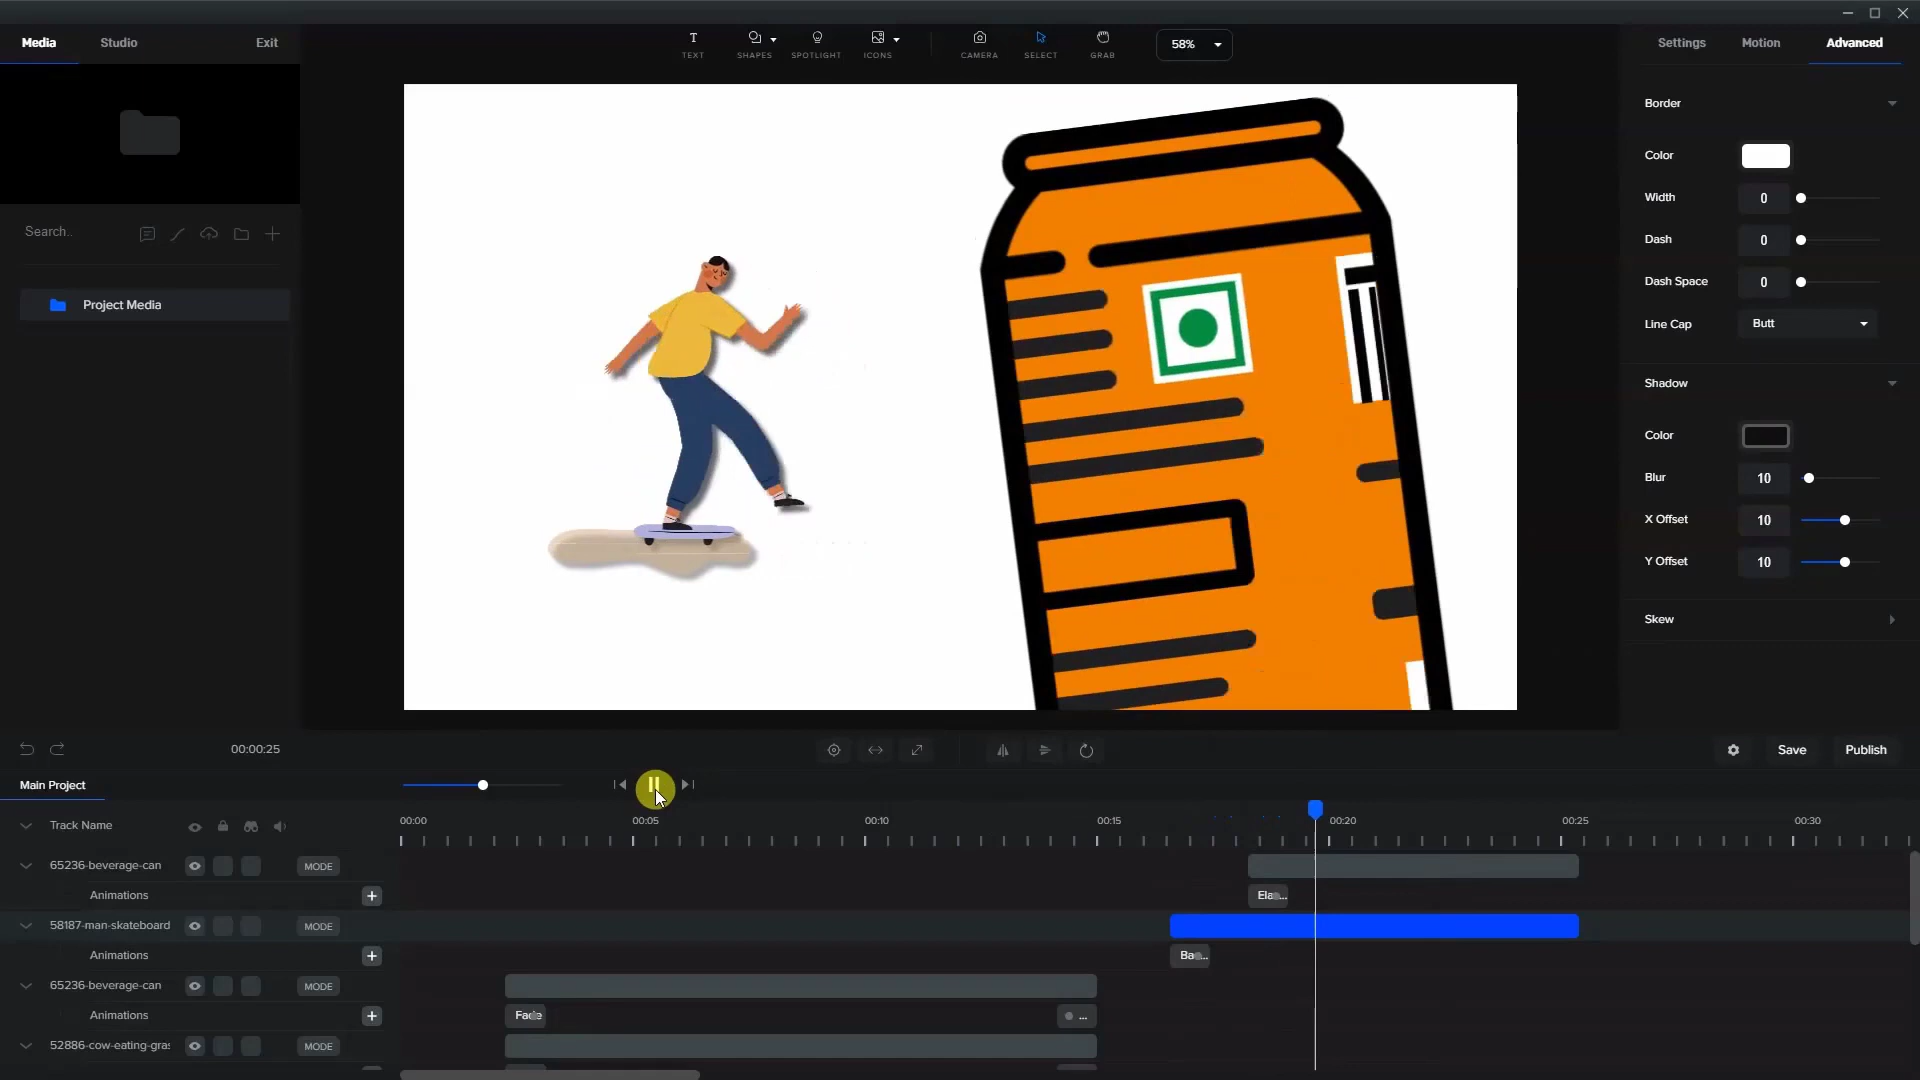 Media
Studio
Exit
TEXT
SHAPES
SPOTLIGHT
ICONS
CAMERA
SELECT
GRAB
58%
Settings
Motion
Advanced
Search..
Project Media
Border
Color
Width
0
Dash
0
Dash Space
0
Line Cap
Butt
Shadow
Color
Blur
10
X Offset
10
Y Offset
10
Skew
00:00:25
Save
Publish
Main Project
Track Name
00:00
00:05
00:10
00:15
00:20
00:25
00:30
65236-beverage-can
MODE
Animations
Ela...
58187-man-skateboard
MODE
Animations
Ba...
65236-beverage-can
MODE
Animations
Fade
...
52886-cow-eating-gras
MODE